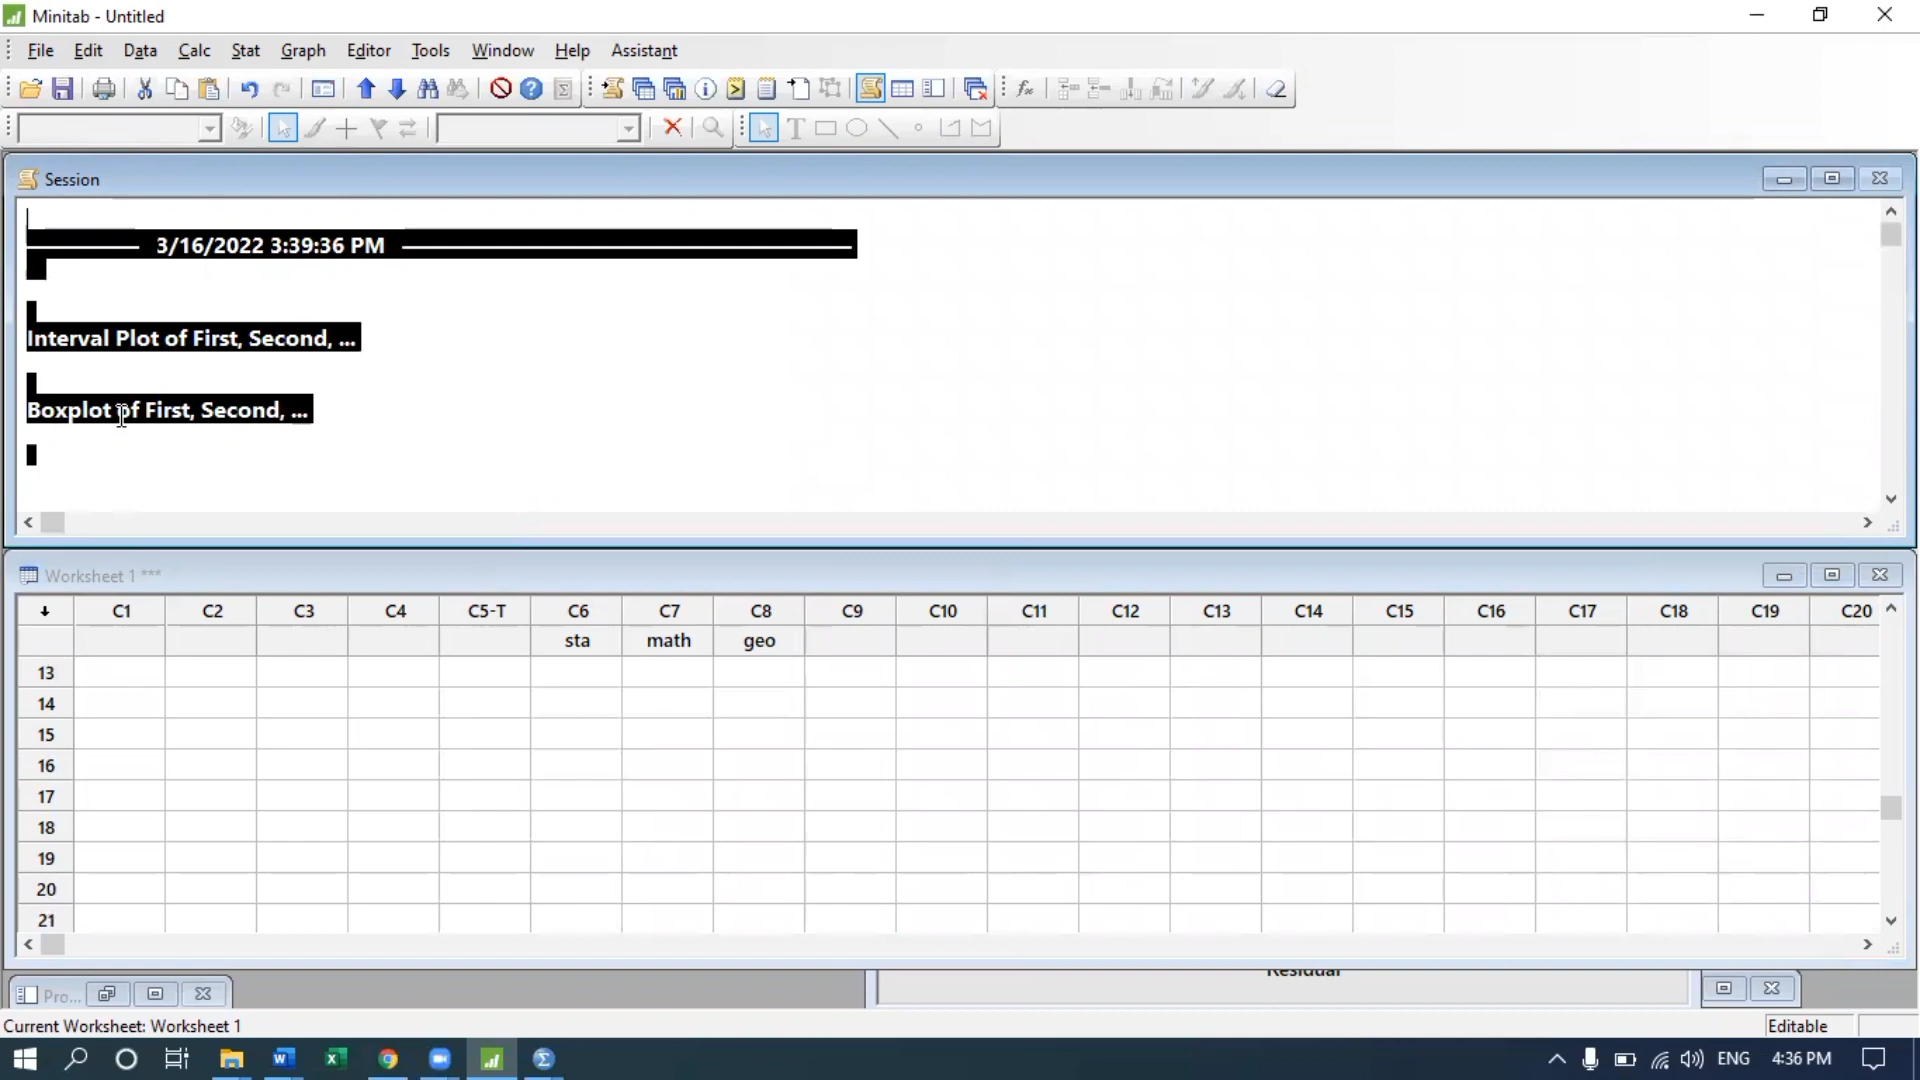 Minitab - Untitled
File Edit Data Calc Stat Graph Editor Tools Window Help Assistant
Session
3/16/2022 3:39:36 PM
Interval Plot of First, Second, ...
Boxplot of First, Second, ...
Worksheet 1 ***
C1 C2 C3 C4 C5-T C6 C7 C8 C9 C10 C11 C12 C13 C14 C15 C16 C17 C18 C19 C20
sta math geo
13
14
15
16
17
18
19
20
21
Residual
Pro...
Current Worksheet: Worksheet 1
Editable
ENG 4:36 PM